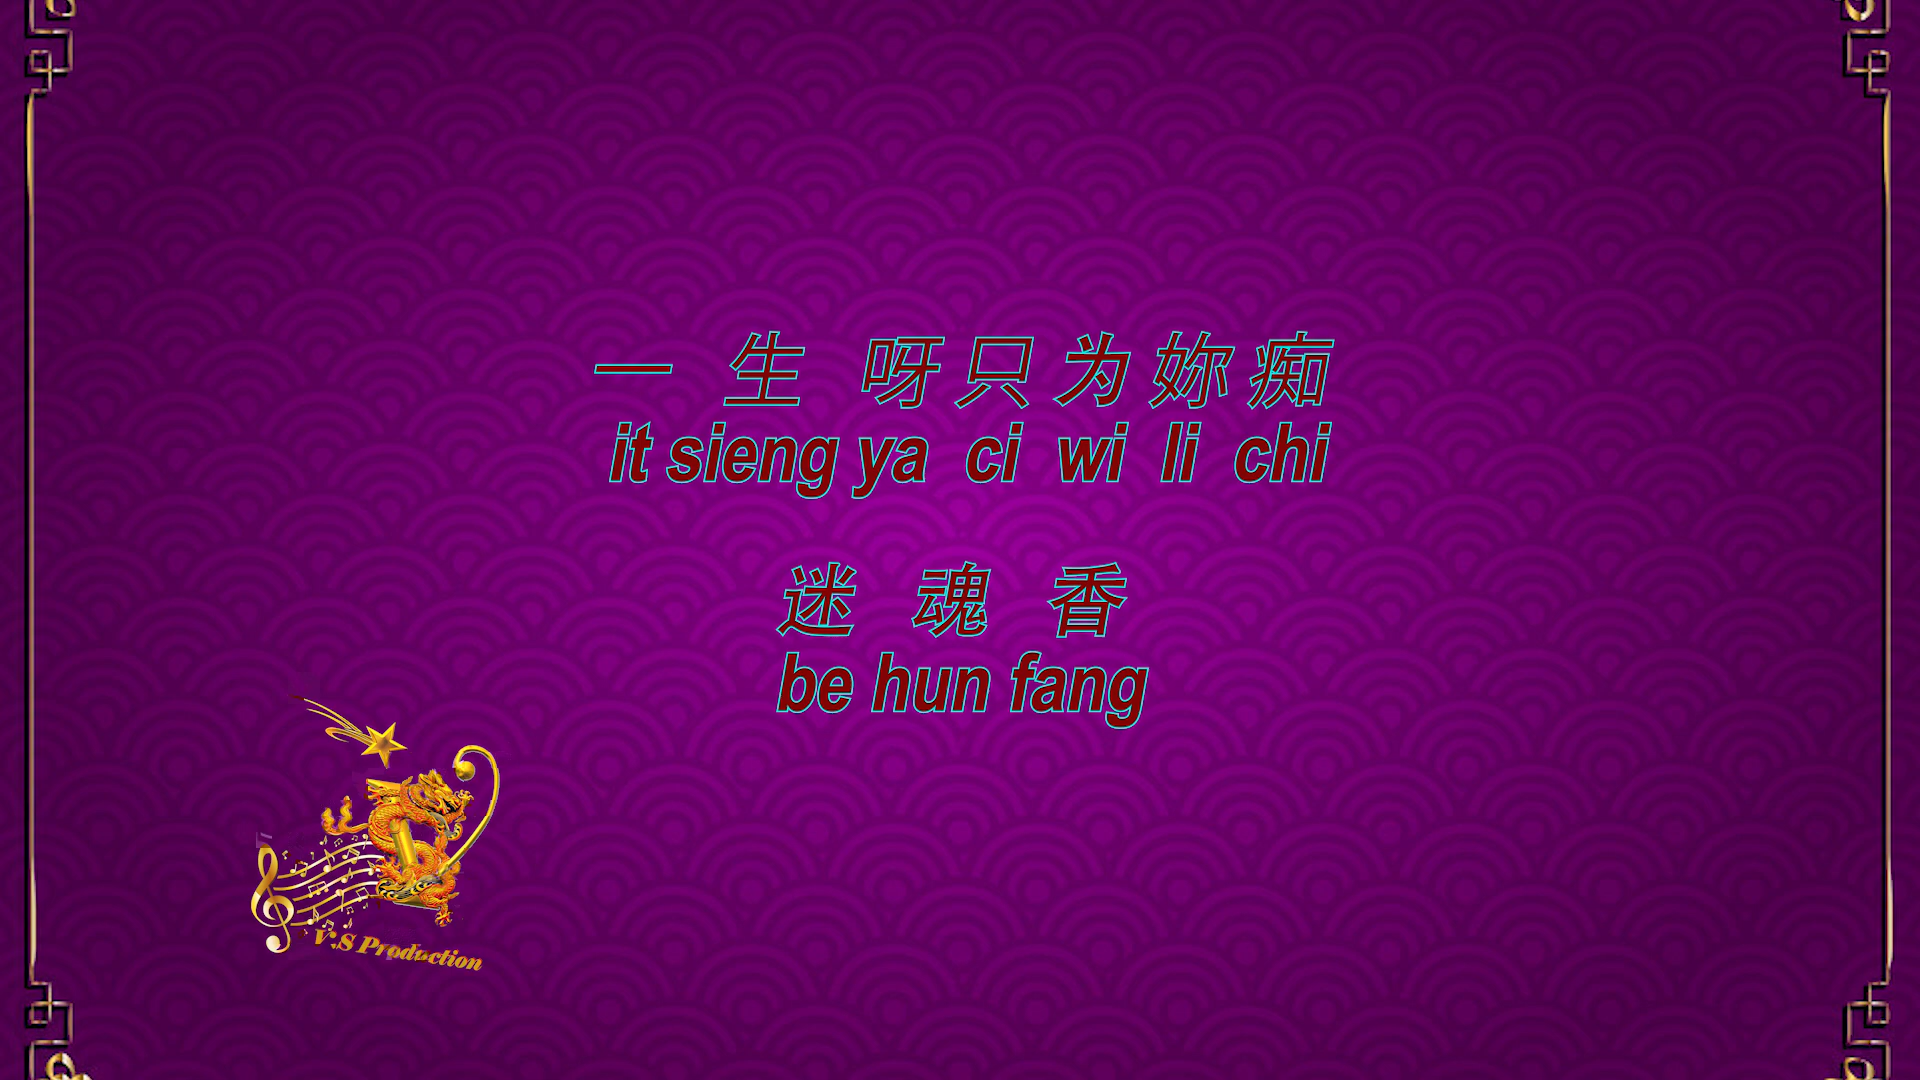 一 生 呀只为妳痴
it sieng ya ci wi li chi
迷 魂 香
be hun fang
V.S Production